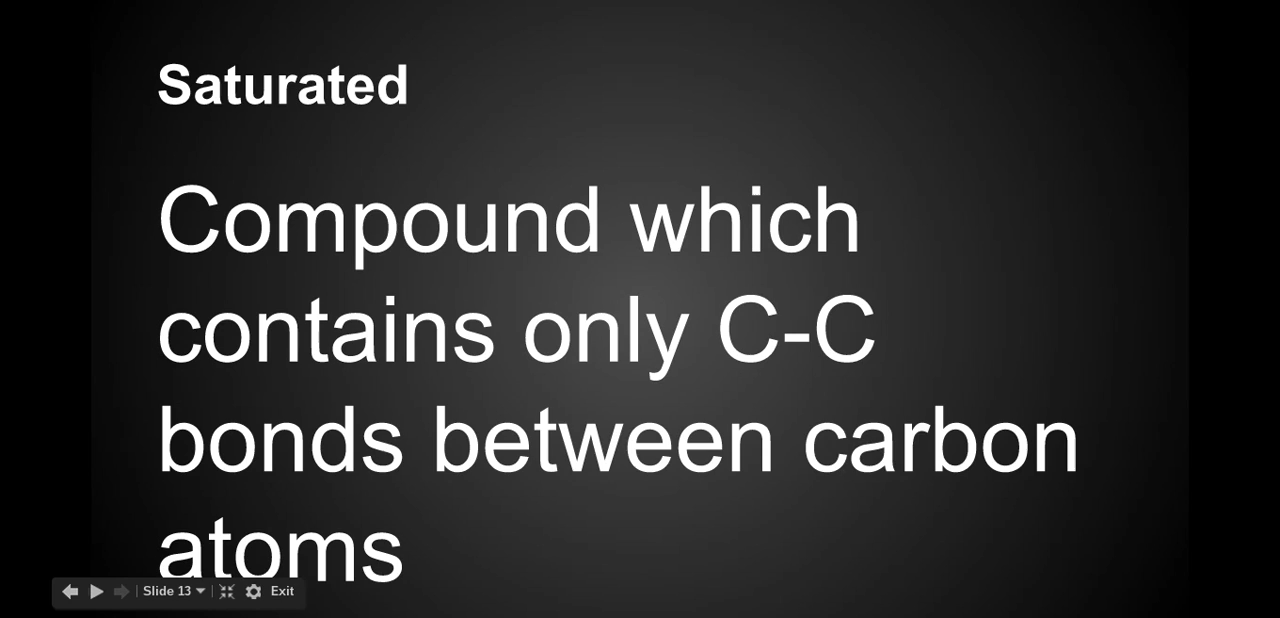 Saturated
Compound which
contains only C-C
bonds between carbon
atoms
Slide 13 Exit